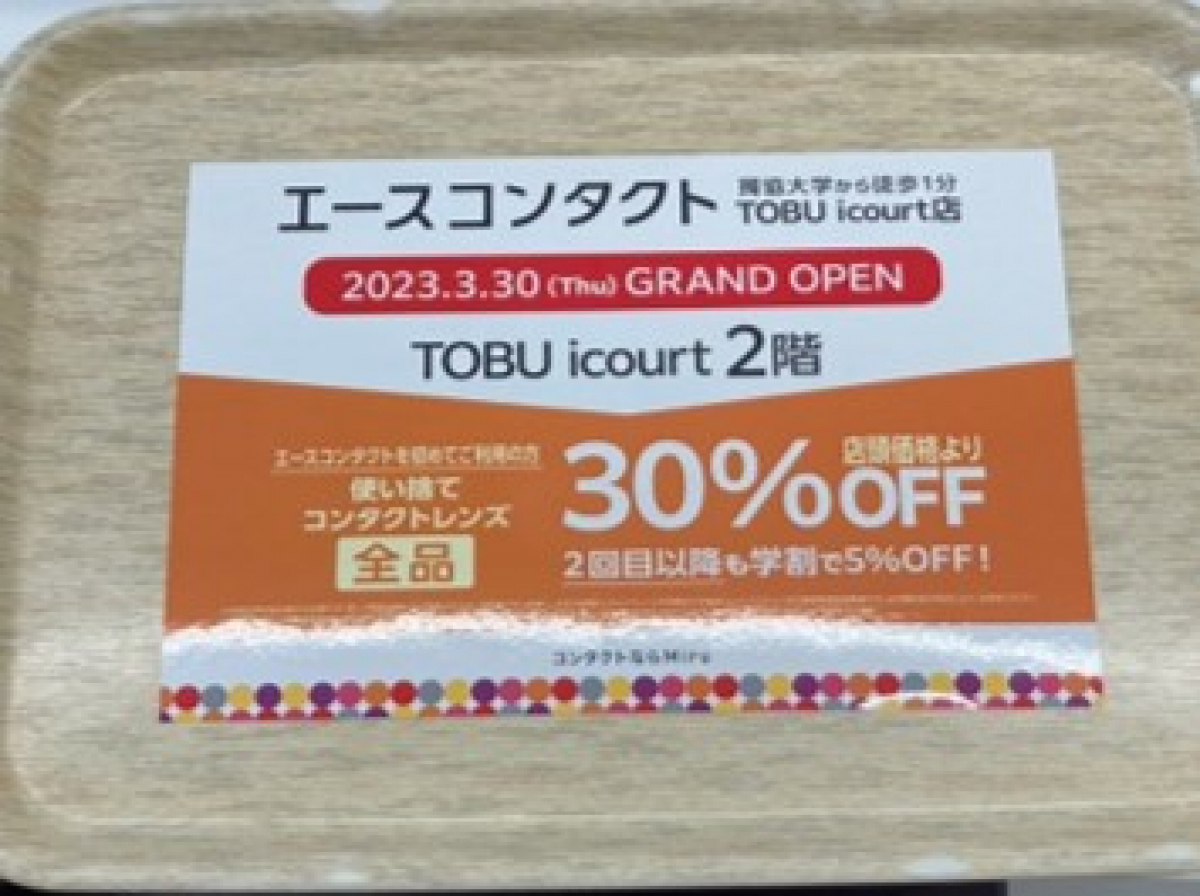 エースコンタクト
獨協大学から徒歩1分
TOBU icourt店
2023.3.30 (Thu) GRAND OPEN
TOBU icourt 2階
エースコンタクトを初めてご利用の方
使い捨て
コンタクトレンズ
全品
店頭価格より
30%OFF
2回目以降も学割で5%OFF!
コンタクトならMiru